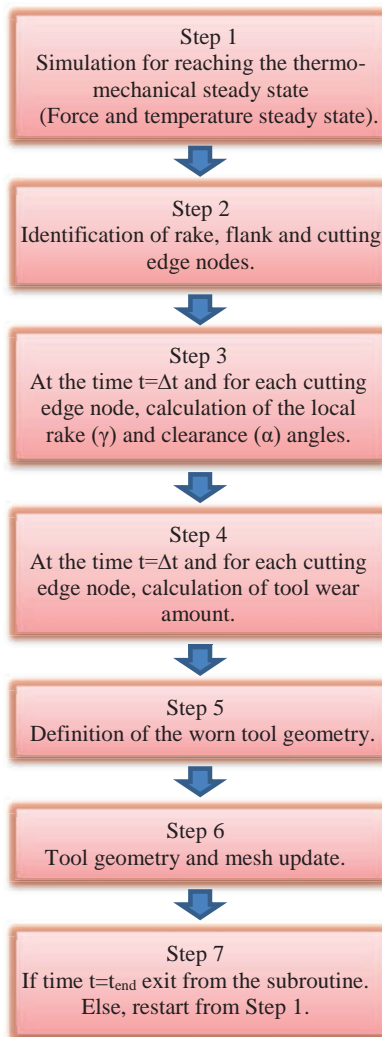 Step 1
Simulation for reaching the thermo-
mechanical steady state
(Force and temperature steady state).
Step 2
Identification of rake, flank and cutting
edge nodes.
Step 3
At the time t=Δt and for each cutting
edge node, calculation of the local
rake (γ) and clearance (α) angles.
Step 4
At the time t=Δt and for each cutting
edge node, calculation of tool wear
amount.
Step 5
Definition of the worn tool geometry.
Step 6
Tool geometry and mesh update.
Step 7
If time t=tend exit from the subroutine.
Else, restart from Step 1.